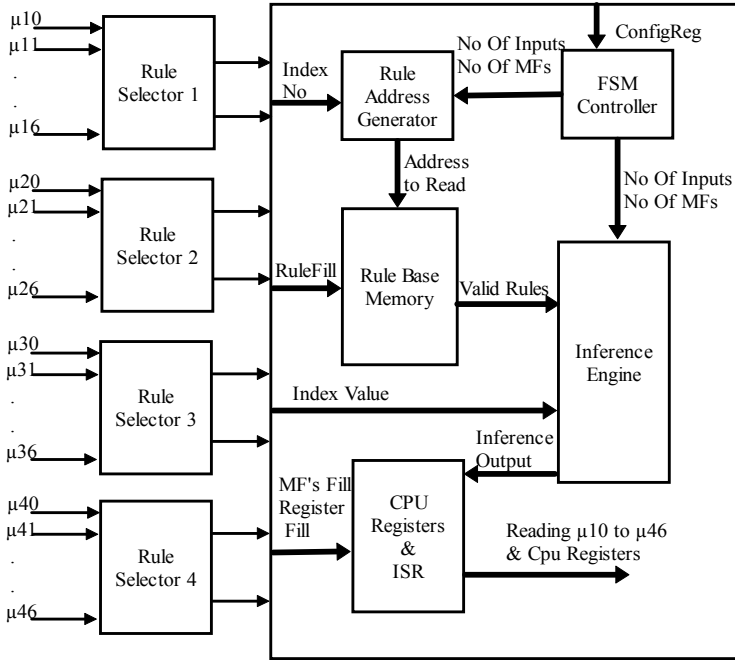 µ10
µ11
.
.
µ16
Rule
Selector 1
µ20
µ21
.
.
µ26
Rule
Selector 2
µ30
µ31
.
.
µ36
Rule
Selector 3
µ40
µ41
.
.
µ46
Rule
Selector 4
Index
No
Rule
Address
Generator
No Of Inputs
No Of MFs
ConfigReg
FSM
Controller
Address
to Read
No Of Inputs
No Of MFs
RuleFill
Rule Base
Memory
Valid Rules
Inference
Engine
Index Value
Inference
Output
MF's Fill
Register
Fill
CPU
Registers
&
ISR
Reading µ10 to µ46
& Cpu Registers